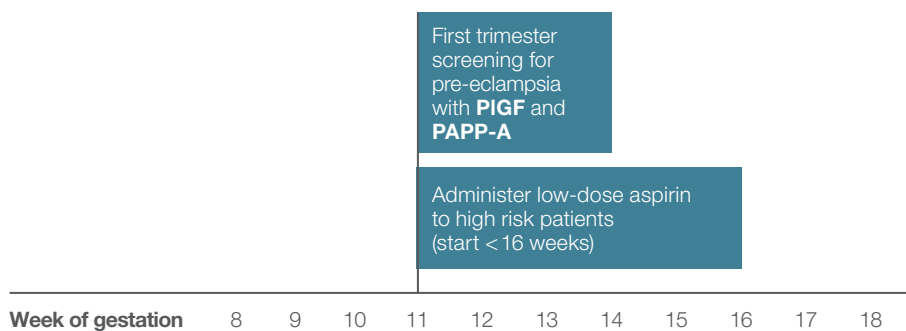 First trimester
screening for
pre-eclampsia
with PlGF and
PAPP-A
Administer low-dose aspirin
to high risk patients
(start <16 weeks)
Week of gestation 8 9 10 11 12 13 14 15 16 17 18